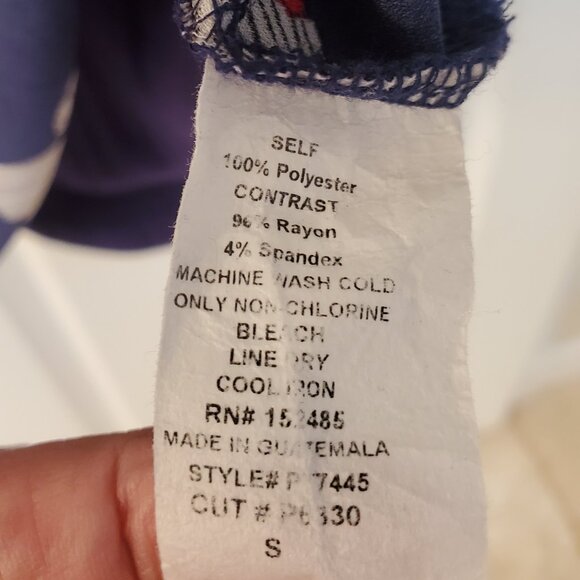 SELF
100% Polyester
CONTRAST
96% Rayon
4% Spandex
MACHINE WASH COLD
ONLY NON-CHLORINE
BLEACH
LINE DRY
COOL IRON
RN#
MADE IN GUATEMALA
STYLE#
CUT #
S